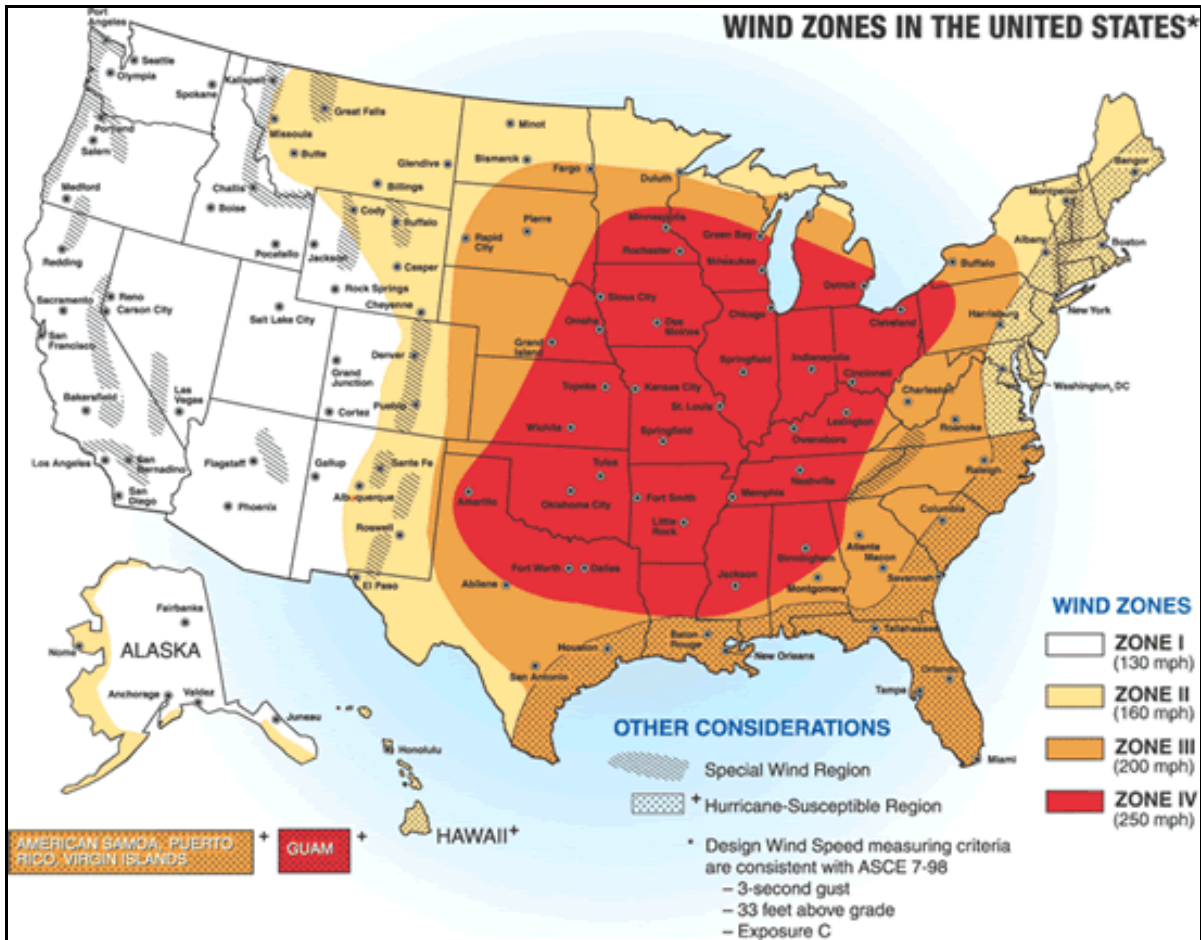 WIND ZONES IN THE UNITED STATES*
Port
Angeles
Seattle
Olympia
Spokane
Kalispell
Great Falls
Missoula
Butte
Glendive
Billings
Minot
Bismarck
Fargo
Duluth
Portland
Salem
Medford
Challis
Boise
Pocatello
Jackson
Cody
Buffalo
Casper
Rock Springs
Cheyenne
Rapid
City
Pierre
Minneapolis
Rochester
Green Bay
Milwaukee
Detroit
Buffalo
Albany
Montpelier
Bangor
Boston
New York
Harrisburg
Washington, DC
Redding
Sacramento
San
Francisco
Reno
Carson City
Salt Lake City
Grand
Junction
Cortez
Denver
Pueblo
Sioux City
Omaha
Des
Moines
Grand
Island
Chicago
Cleveland
Springfield
Indianapolis
Cincinnati
Charleston
Roanoke
Bakersfield
Las
Vegas
Los Angeles
San
Bernadino
San
Diego
Flagstaff
Phoenix
Gallup
Sante Fe
Albuquerque
Roswell
El Paso
Topeka
Kansas City
Wichita
St. Louis
Springfield
Lexington
Owensboro
Nashville
Raleigh
Columbia
Tulsa
Oklahoma City
Amarillo
Fort Smith
Little
Rock
Memphis
Birmingham
Atlanta
Macon
Savannah
Montgomery
Jackson
Fort Worth
Dallas
Abilene
Houston
San Antonio
Baton
Rouge
New Orleans
Tallahassee
Orlando
Tampa
Miami
Fairbanks
Nome
ALASKA
Anchorage
Valdez
Juneau
Honolulu
HAWAII+
AMERICAN SAMOA, PUERTO
RICO, VIRGIN ISLANDS
+
GUAM
+
OTHER CONSIDERATIONS
Special Wind Region
+ Hurricane-Susceptible Region
* Design Wind Speed measuring criteria
are consistent with ASCE 7-98
– 3-second gust
– 33 feet above grade
– Exposure C
WIND ZONES
ZONE I
(130 mph)
ZONE II
(160 mph)
ZONE III
(200 mph)
ZONE IV
(250 mph)